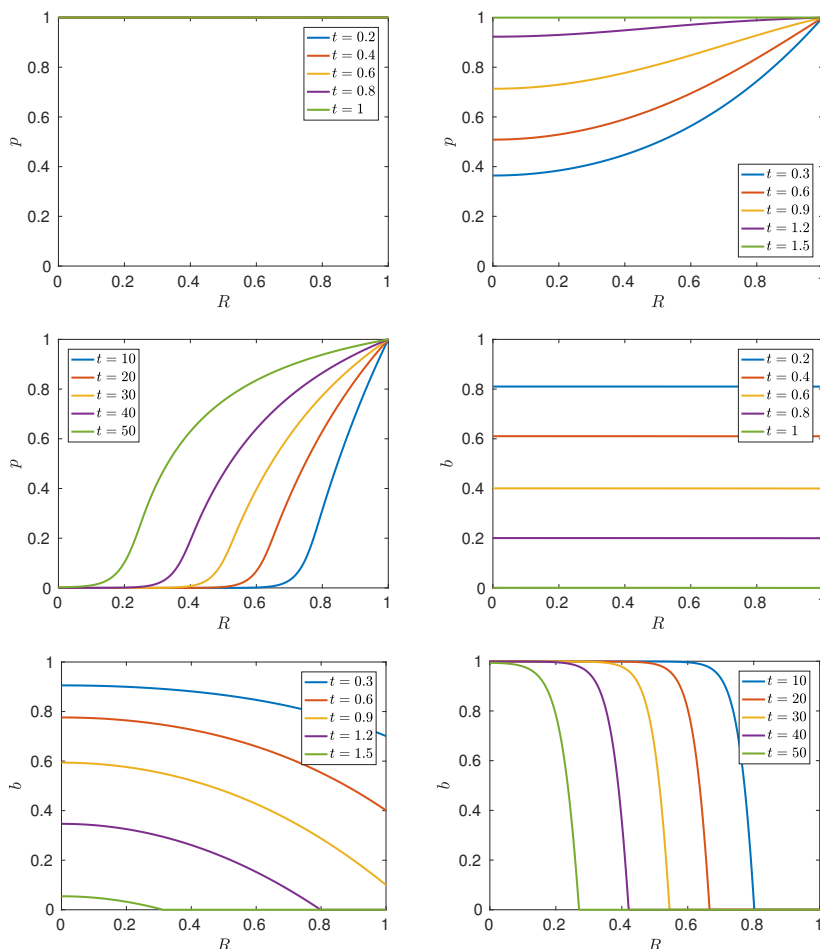 1
0.8
0.6
0.4
0.2
0
p
0 0.2 0.4 0.6 0.8 1
R
t = 0.2
t = 0.4
t = 0.6
t = 0.8
t = 1
1
0.8
0.6
0.4
0.2
0
p
0 0.2 0.4 0.6 0.8 1
R
t = 0.3
t = 0.6
t = 0.9
t = 1.2
t = 1.5
1
0.8
0.6
0.4
0.2
0
p
0 0.2 0.4 0.6 0.8 1
R
t = 10
t = 20
t = 30
t = 40
t = 50
1
0.8
0.6
0.4
0.2
0
b
0 0.2 0.4 0.6 0.8 1
R
t = 0.2
t = 0.4
t = 0.6
t = 0.8
t = 1
1
0.8
0.6
0.4
0.2
0
b
0 0.2 0.4 0.6 0.8 1
R
t = 0.3
t = 0.6
t = 0.9
t = 1.2
t = 1.5
1
0.8
0.6
0.4
0.2
0
b
0 0.2 0.4 0.6 0.8 1
R
t = 10
t = 20
t = 30
t = 40
t = 50